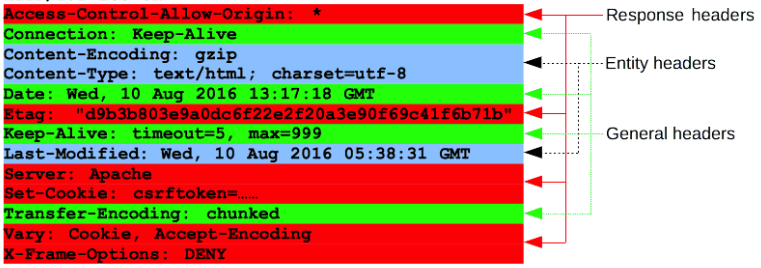 Access-Control-Allow-Origin: *
Connection: Keep-Alive
Content-Encoding: gzip
Content-Type: text/html; charset=utf-8
Date: Wed, 10 Aug 2016 13:17:18 GMT
Etag: "d9b3b803e9a0dc6f22e2f20a3e90f69c41f6b71b"
Keep-Alive: timeout=5, max=999
Last-Modified: Wed, 10 Aug 2016 05:38:31 GMT
Server: Apache
Set-Cookie: csrftoken=……
Transfer-Encoding: chunked
Vary: Cookie, Accept-Encoding
X-Frame-Options: DENY
Response headers
Entity headers
General headers